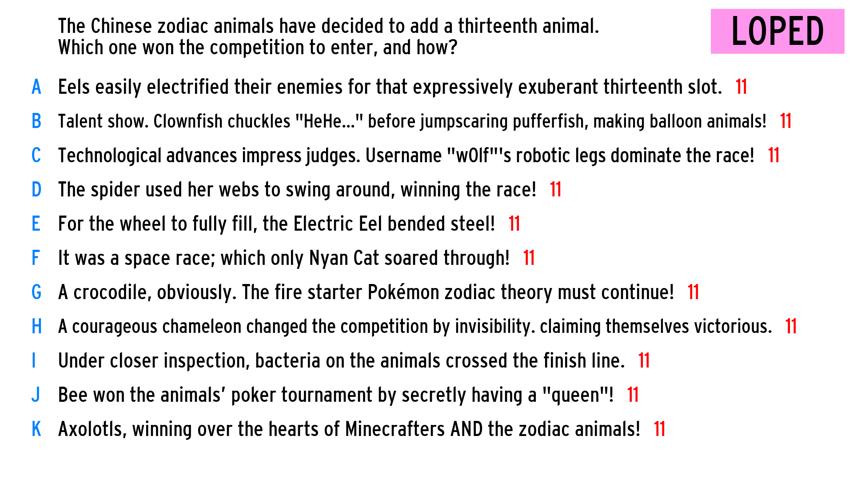 The Chinese zodiac animals have decided to add a thirteenth animal.
Which one won the competition to enter, and how?
LOPED
A Eels easily electrified their enemies for that expressively exuberant thirteenth slot. 11
B Talent show. Clownfish chuckles "HeHe..." before jumpscaring pufferfish, making balloon animals! 11
C Technological advances impress judges. Username "w0lf"'s robotic legs dominate the race! 11
D The spider used her webs to swing around, winning the race! 11
E For the wheel to fully fill, the Electric Eel bended steel! 11
F It was a space race; which only Nyan Cat soared through! 11
G A crocodile, obviously. The fire starter Pokémon zodiac theory must continue! 11
H A courageous chameleon changed the competition by invisibility. claiming themselves victorious. 11
I Under closer inspection, bacteria on the animals crossed the finish line. 11
J Bee won the animals’ poker tournament by secretly having a "queen"! 11
K Axolotls, winning over the hearts of Minecrafters AND the zodiac animals! 11